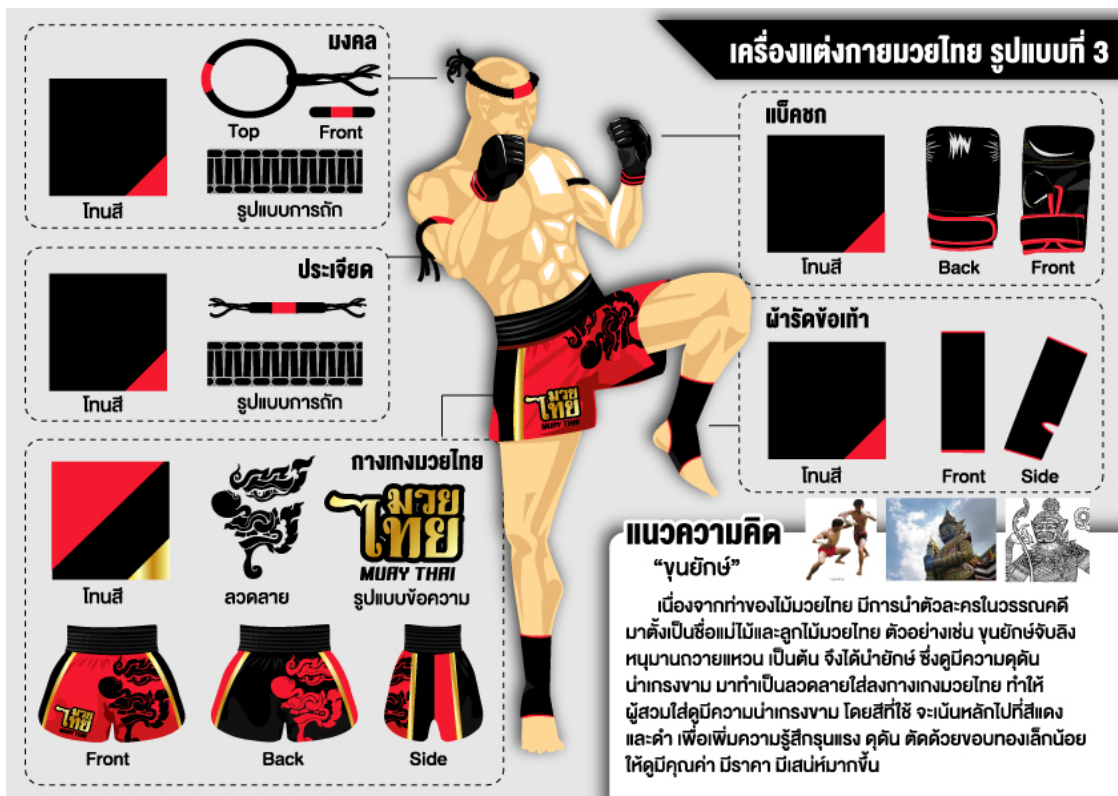 เครื่องแต่งกายมวยไทย รูปแบบที่ 3
มงคล
Top
Front
โทนสี
รูปแบบการถัก
ประเจียด
โทนสี
รูปแบบการถัก
กางเกงมวยไทย
มวย
ไทย
MUAY THAI
โทนสี
ลวดลาย
รูปแบบข้อความ
มวย
ไทย
Front
Back
Side
มวย
ไทย
MUAY THAI
แบ็คชก
โทนสี
Back
Front
ผ้ารัดข้อเท้า
โทนสี
Front
Side
แนวความคิด
“ขุนยักษ์”
เนื่องจากท่าของไม้มวยไทย มีการนำตัวละครในวรรณคดี
มาตั้งเป็นชื่อแม่ไม้และลูกไม้มวยไทย ตัวอย่างเช่น ขุนยักษ์จับลิง
หนุมานถวายแหวน เป็นต้น จึงได้นำยักษ์ ซึ่งดูมีความดุดัน
น่าเกรงขาม มาทำเป็นลวดลายใส่ลงกางเกงมวยไทย ทำให้
ผู้สวมใส่ดูมีความน่าเกรงขาม โดยสีที่ใช้ จะเน้นหลักไปที่สีแดง
และดำ เพื่อเพิ่มความรู้สึกรุนแรง ดุดัน ตัดด้วยขอบทองเล็กน้อย
ให้ดูมีคุณค่า มีราคา มีเสน่ห์มากขึ้น